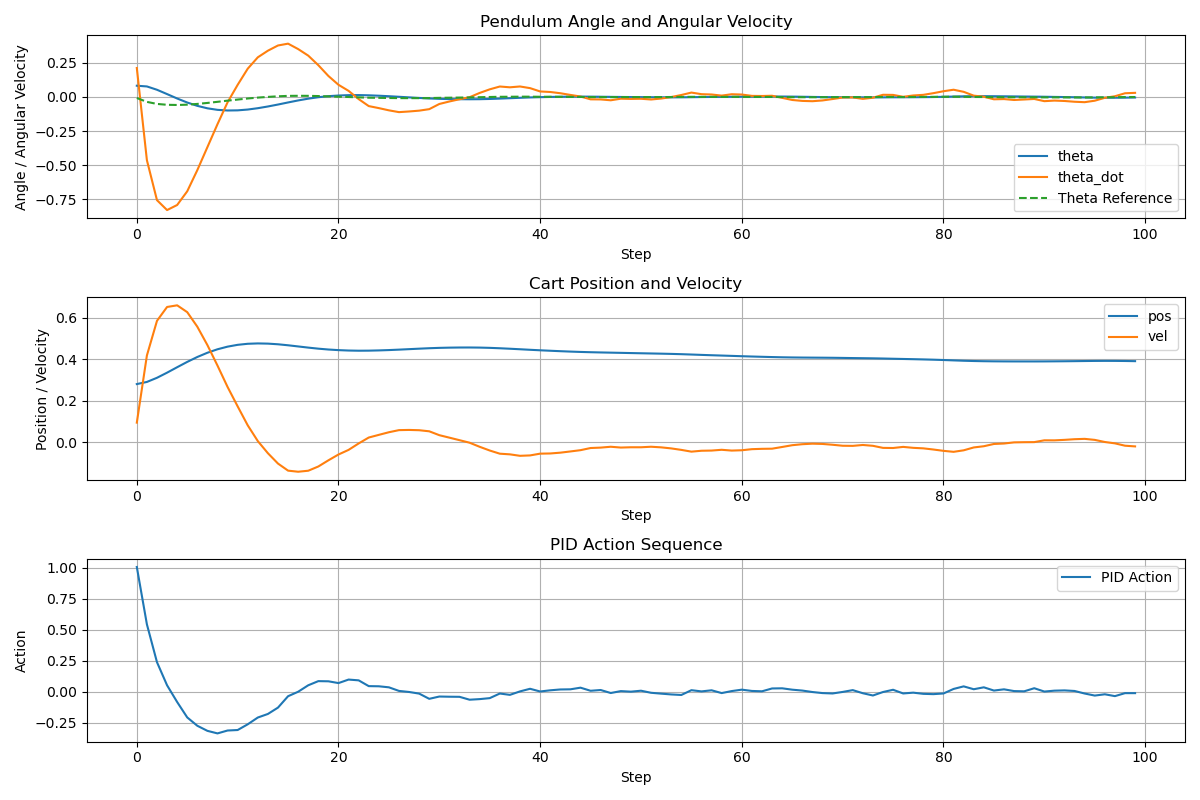 Pendulum Angle and Angular Velocity
Angle / Angular Velocity
0.25
0.00
−0.25
−0.50
−0.75
theta
theta_dot
Theta Reference
0
20
40
60
80
100
Step
Cart Position and Velocity
Position / Velocity
0.6
0.4
0.2
0.0
pos
vel
0
20
40
60
80
100
Step
PID Action Sequence
Action
1.00
0.75
0.50
0.25
0.00
−0.25
PID Action
0
20
40
60
80
100
Step